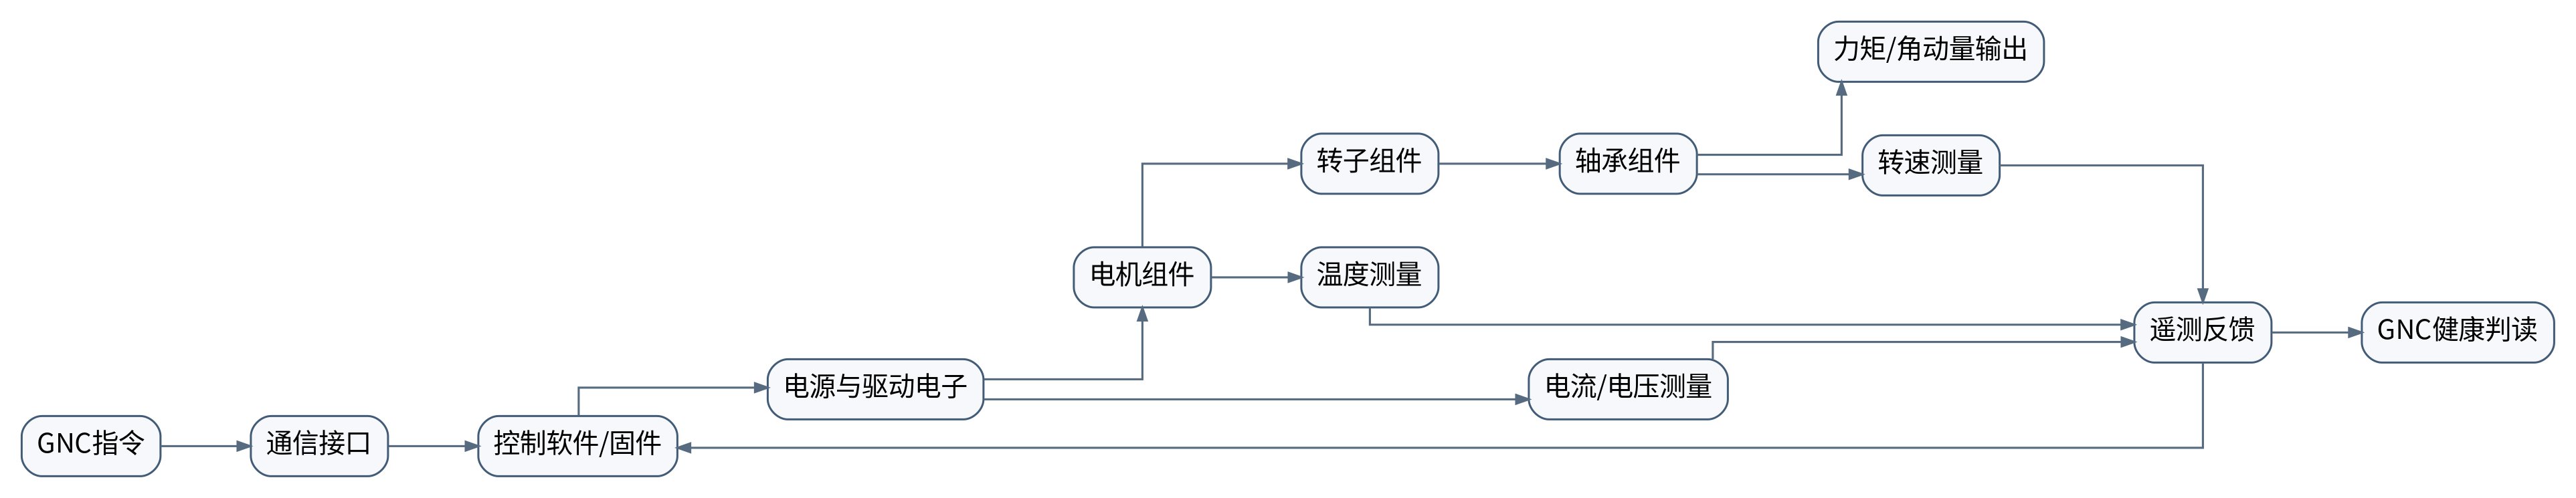 力矩/角动量输出
转子组件
轴承组件
转速测量
电机组件
温度测量
遥测反馈
GNC健康判读
电源与驱动电子
电流/电压测量
GNC指令
通信接口
控制软件/固件